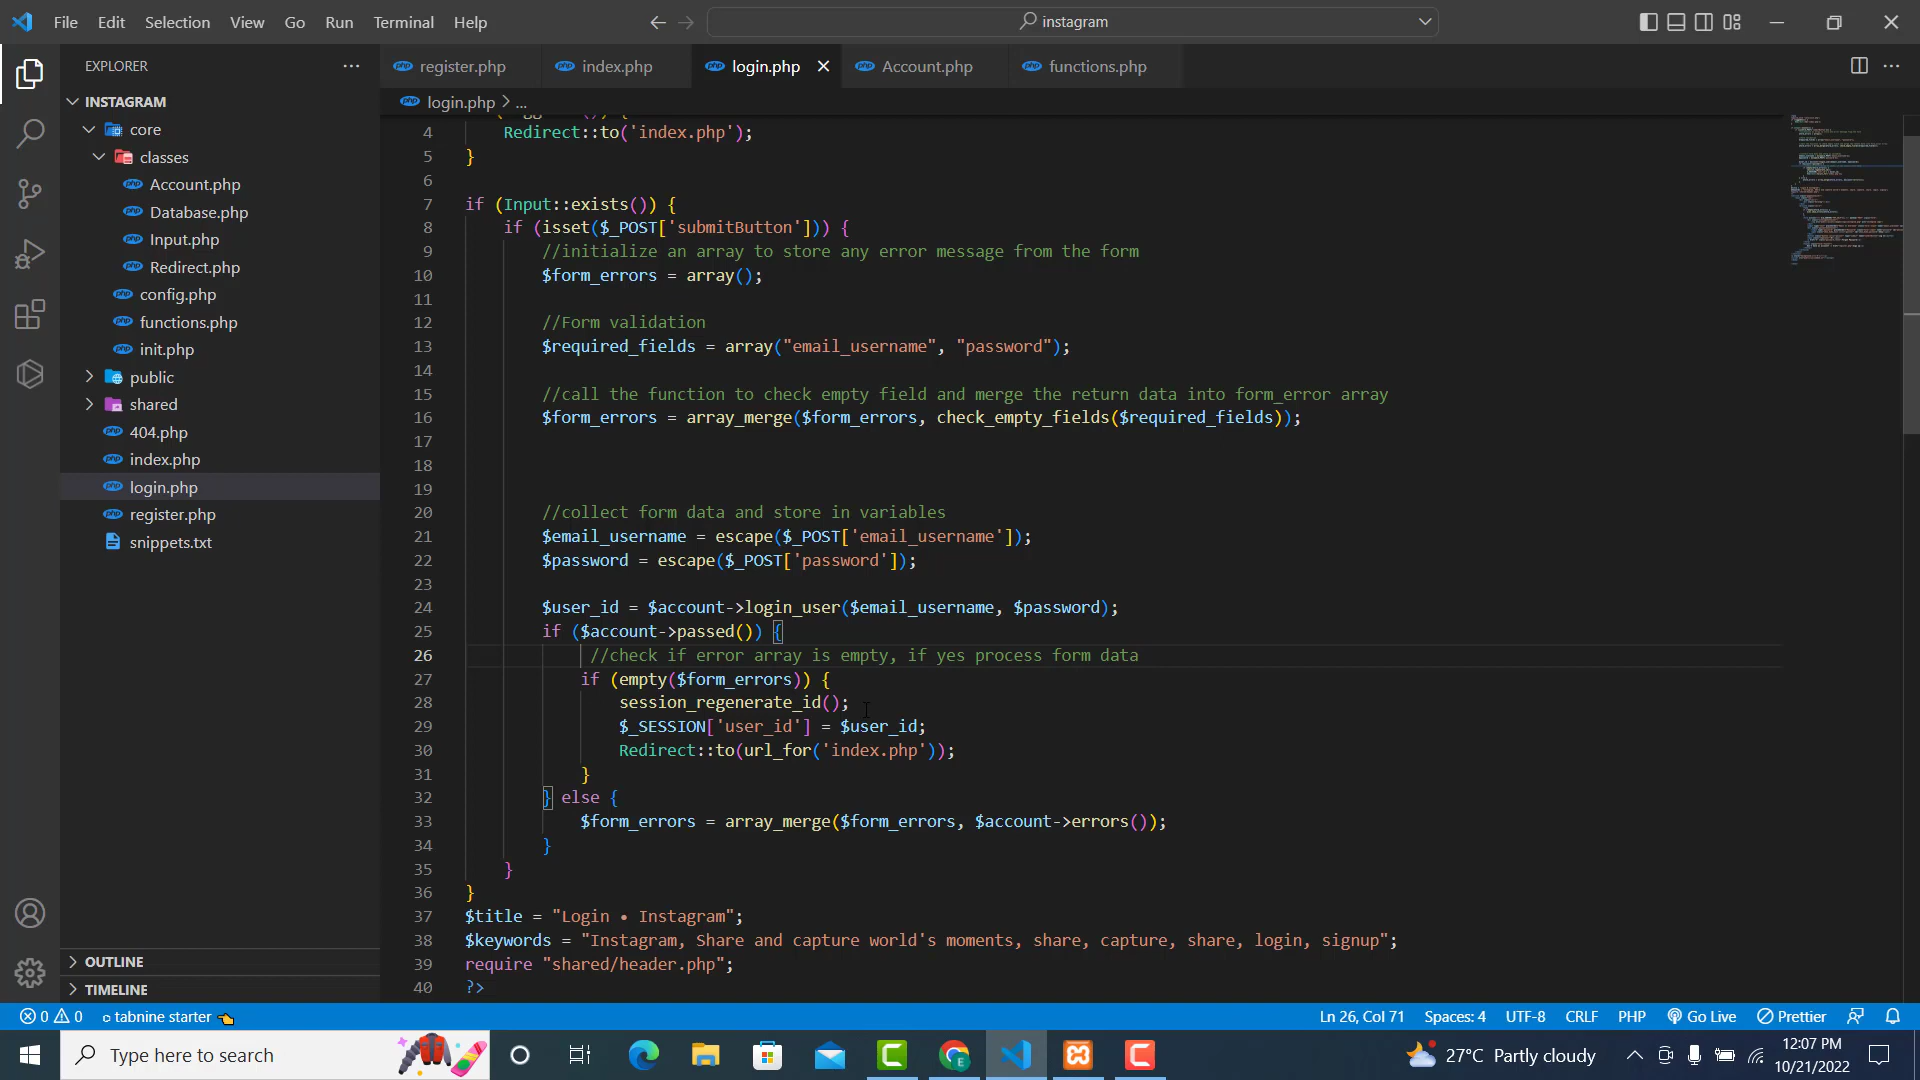 File Edit Selection View Go Run Terminal Help
instagram
EXPLORER
INSTAGRAM
core
classes
Account.php
Database.php
Input.php
Redirect.php
config.php
functions.php
init.php
public
shared
404.php
index.php
login.php
register.php
snippets.txt
OUTLINE
TIMELINE
register.php index.php login.php Account.php functions.php
login.php > ...
4 Redirect::to('index.php');
5 }
6
7 if (Input::exists()) {
8 if (isset($_POST['submitButton'])) {
9 //initialize an array to store any error message from the form
10 $form_errors = array();
11
12 //Form validation
13 $required_fields = array("email_username", "password");
14
15 //call the function to check empty field and merge the return data into form_error array
16 $form_errors = array_merge($form_errors, check_empty_fields($required_fields));
17
18
19
20 //collect form data and store in variables
21 $email_username = escape($_POST['email_username']);
22 $password = escape($_POST['password']);
23
24 $user_id = $account->login_user($email_username, $password);
25 if ($account->passed()) {
26 //check if error array is empty, if yes process form data
27 if (empty($form_errors)) {
28 session_regenerate_id();
29 $_SESSION['user_id'] = $user_id;
30 Redirect::to(url_for('index.php'));
31 }
32 } else {
33 $form_errors = array_merge($form_errors, $account->errors());
34 }
35 }
36 }
37 $title = "Login • Instagram";
38 $keywords = "Instagram, Share and capture world's moments, share, capture, share, login, signup";
39 require "shared/header.php";
40 ?>
0 0 tabnine starter Ln 26, Col 71 Spaces: 4 UTF-8 CRLF PHP Go Live Prettier
Type here to search 27°C Partly cloudy 12:07 PM
10/21/2022